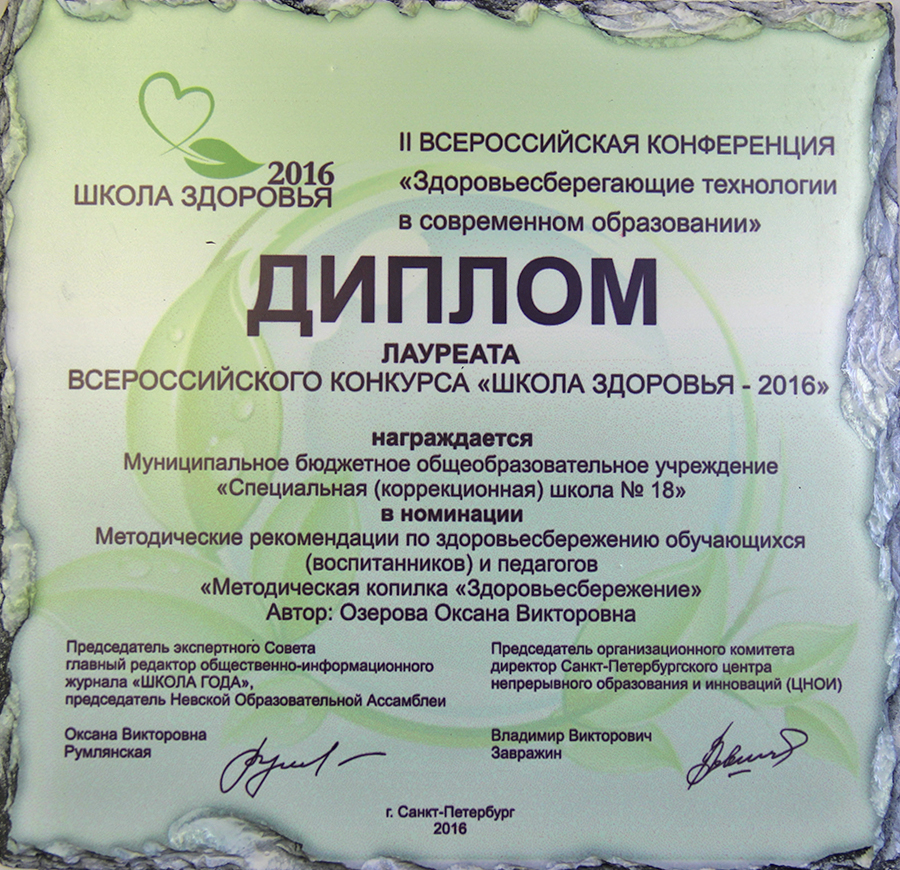 2016
ШКОЛА ЗДОРОВЬЯ
II ВСЕРОССИЙСКАЯ КОНФЕРЕНЦИЯ
«Здоровьесберегающие технологии
в современном образовании»
ДИПЛОМ
ЛАУРЕАТА
ВСЕРОССИЙСКОГО КОНКУРСА «ШКОЛА ЗДОРОВЬЯ - 2016»
награждается
Муниципальное бюджетное общеобразовательное учреждение
«Специальная (коррекционная) школа № 18»
в номинации
Методические рекомендации по здоровьесбережению обучающихся
(воспитанников) и педагогов
«Методическая копилка «Здоровьесбережение»
Автор: Озерова Оксана Викторовна
Председатель экспертного Совета
главный редактор общественно-информационного
журнала «ШКОЛА ГОДА»,
председатель Невской Образовательной Ассамблеи
Оксана Викторовна
Румлянская
Председатель организационного комитета
директор Санкт-Петербургского центра
непрерывного образования и инноваций (ЦНОИ)
Владимир Викторович
Завражин
г. Санкт-Петербург
2016